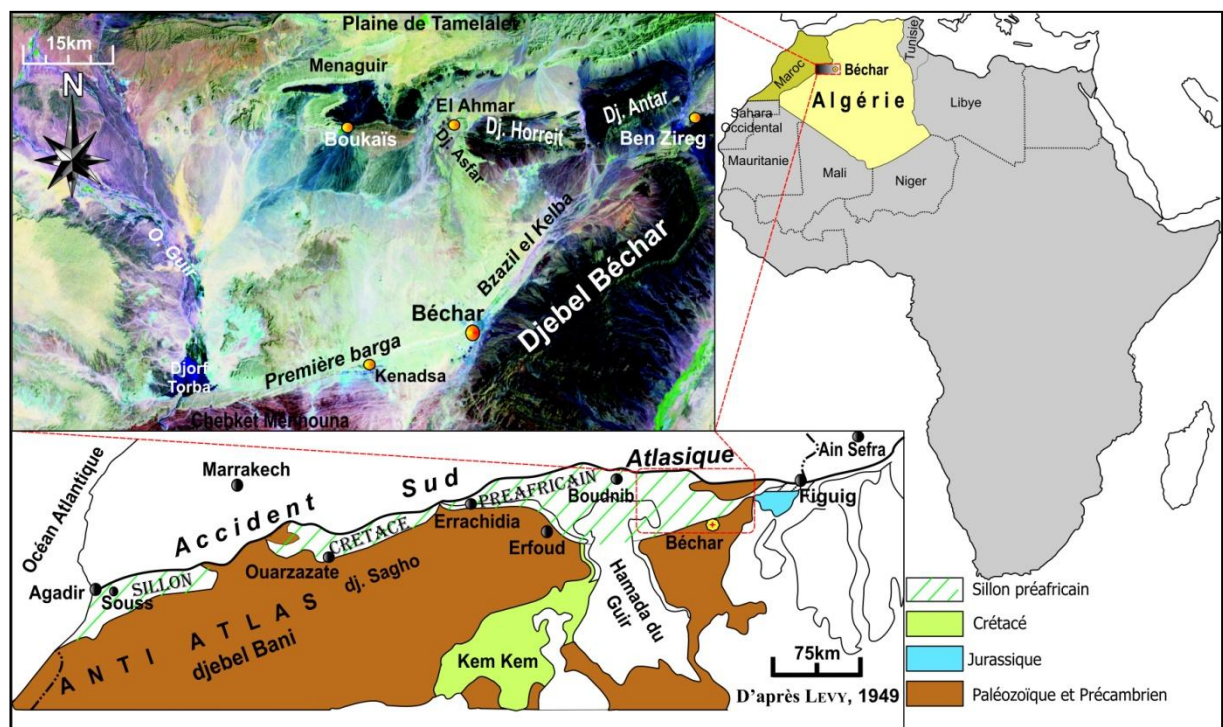 Plaine de Tamelalet
15km
N
Menaguir
El Ahmar
Dj. Antar
Dj. Horreit
Boukaïs
Dj. Asfar
Ben Zireg
O. Guir
Bzazil el Kelba
Djebel Béchar
Béchar
Première barga
Kenadsa
Djorf
Torba
Chebket Mennouna
Tunisie
Maroc
Béchar
Algérie
Libye
Sahara
Occidental
Mauritanie
Mali
Niger
Océan Atlantique
Marrakech
Accident Sud Atlasique
Ain Sefra
Boudnib
Figuig
SILLON CRETACE PREAFRICAIN
Errachidia
Erfoud
Béchar
Ouarzazate
dj. Sagho
Agadir
Souss
Hamada du
Guir
ANTI ATLAS
djebel Bani
Kem Kem
75km
D'après LEVY, 1949
Sillon préafricain
Crétacé
Jurassique
Paléozoïque et Précambrien